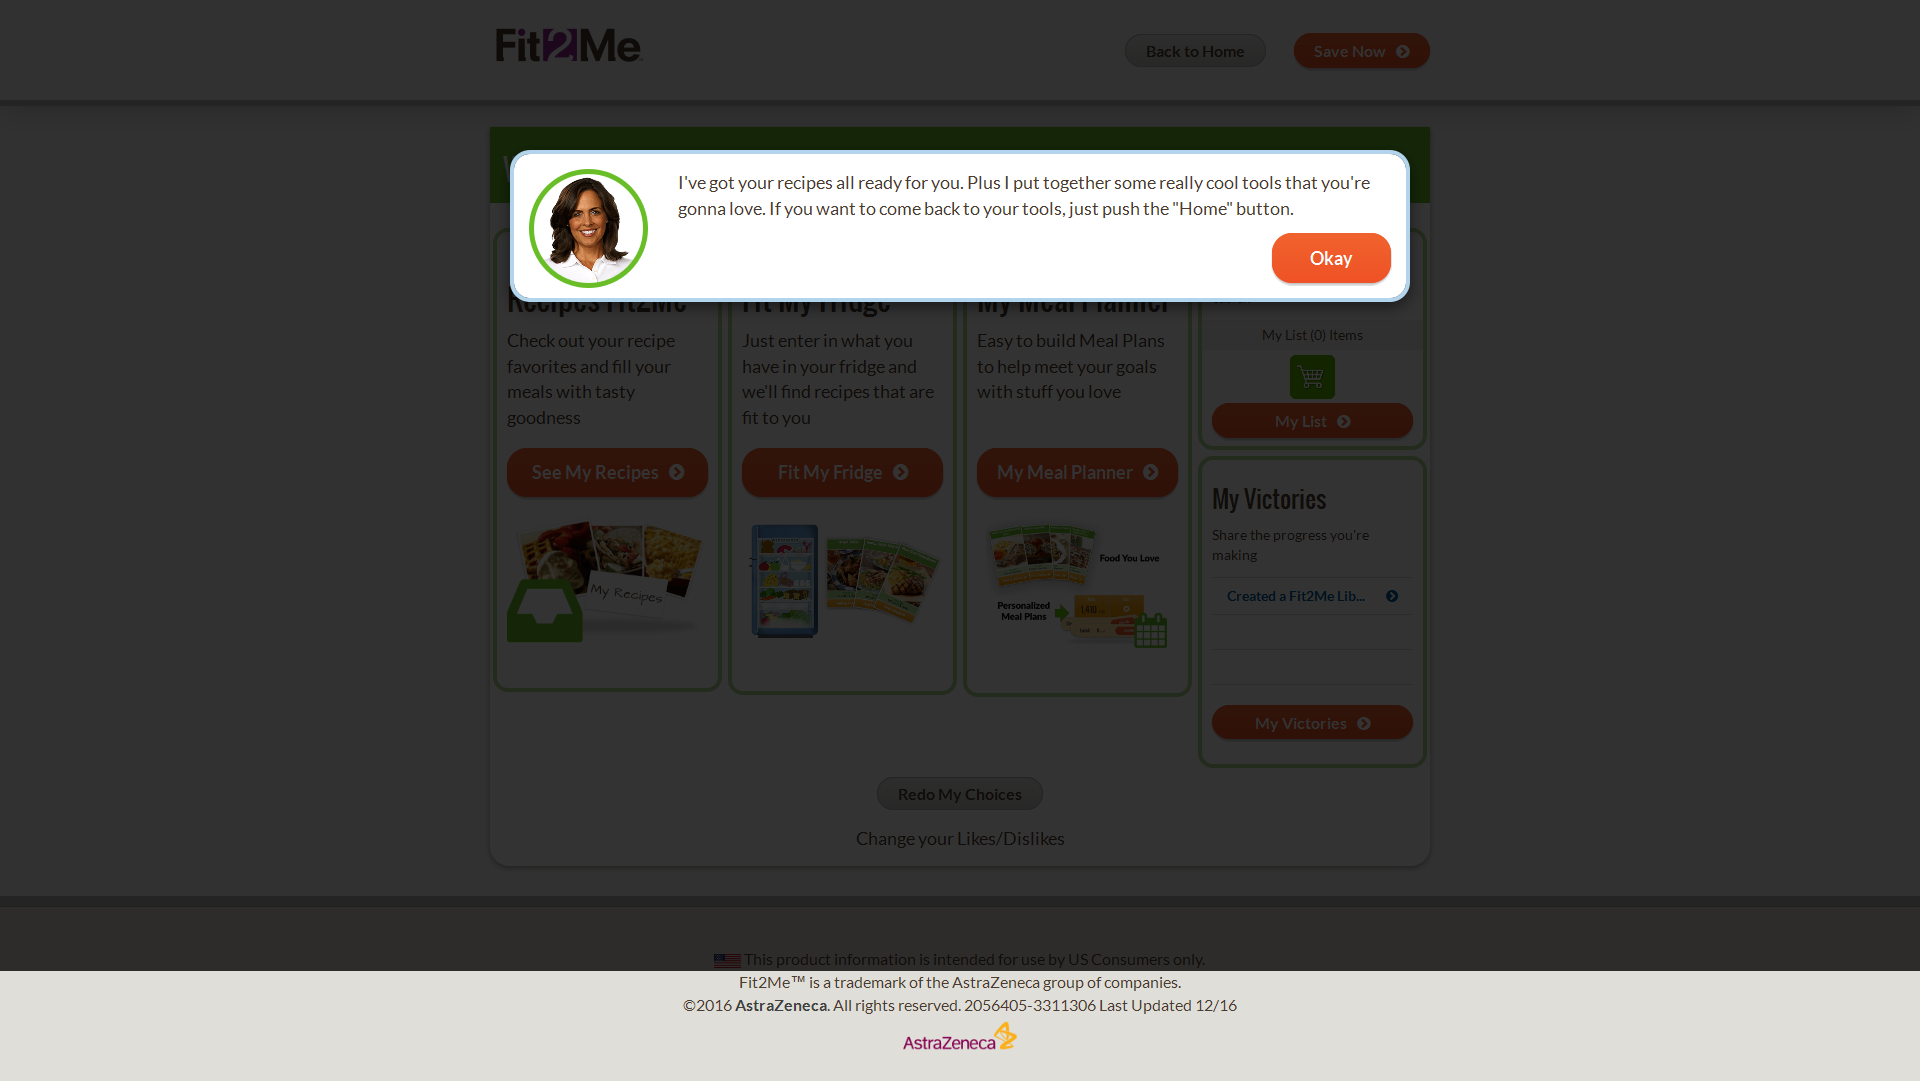 Fit2Me
Back to Home
Save Now
I've got your recipes all ready for you. Plus I put together some really cool tools that you're
gonna love. If you want to come back to your tools, just push the "Home" button.
Okay
Recipes Fit2Me
Check out your recipe
favorites and fill your
meals with tasty
goodness
See My Recipes
My Recipes
Fit My Fridge
Just enter in what you
have in your fridge and
we'll find recipes that are
fit to you
Fit My Fridge
My Meal Planner
Easy to build Meal Plans
to help meet your goals
with stuff you love
My Meal Planner
Food You Love
Personalized
Meal Plans
1,410
My List (0) Items
My List
My Victories
Share the progress you're
making
Created a Fit2Me Lib...
My Victories
Redo My Choices
Change your Likes/Dislikes
This product information is intended for use by US Consumers only.
Fit2Me™ is a trademark of the AstraZeneca group of companies.
©2016 AstraZeneca. All rights reserved. 2056405-3311306 Last Updated 12/16
AstraZeneca